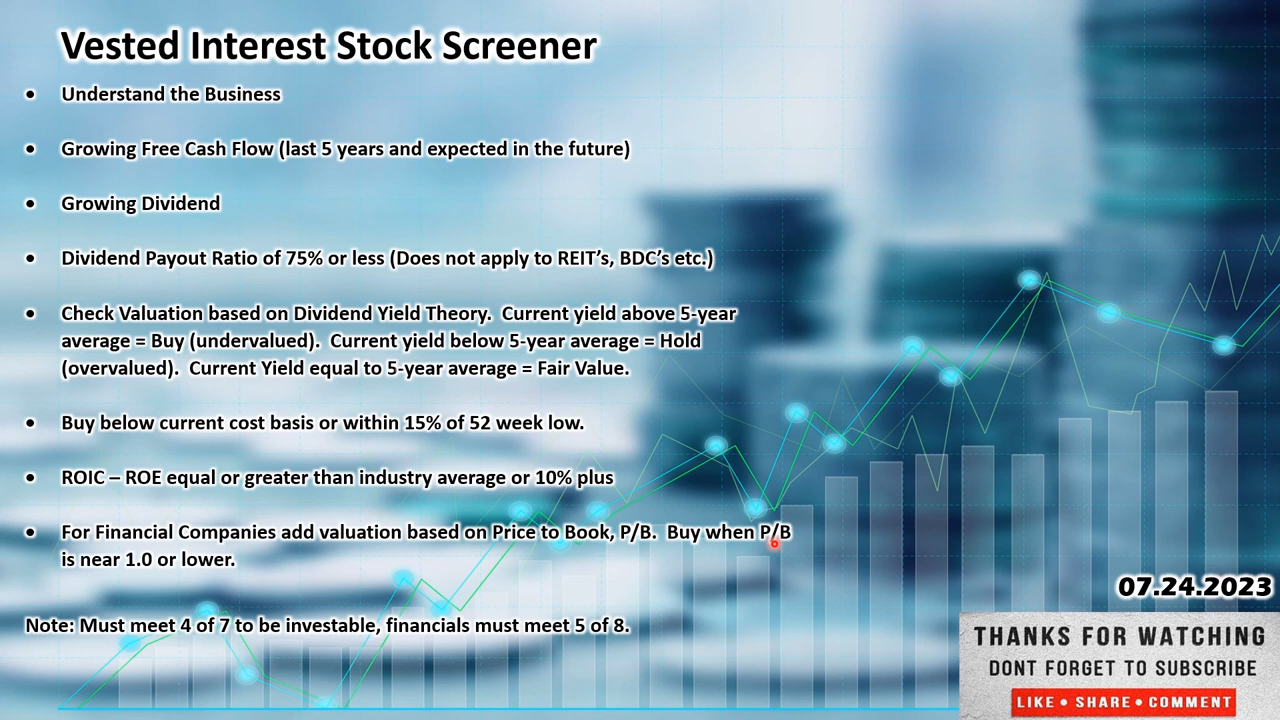 Vested Interest Stock Screener
• Understand the Business
• Growing Free Cash Flow (last 5 years and expected in the future)
• Growing Dividend
• Dividend Payout Ratio of 75% or less (Does not apply to REIT’s, BDC’s etc.)
• Check Valuation based on Dividend Yield Theory.  Current yield above 5-year
average = Buy (undervalued).  Current yield below 5-year average = Hold
(overvalued).  Current Yield equal to 5-year average = Fair Value.
• Buy below current cost basis or within 15% of 52 week low.
• ROIC – ROE equal or greater than industry average or 10% plus
• For Financial Companies add valuation based on Price to Book, P/B.  Buy when P/B
is near 1.0 or lower.
Note: Must meet 4 of 7 to be investable, financials must meet 5 of 8.
07.24.2023
THANKS FOR WATCHING
DONT FORGET TO SUBSCRIBE
LIKE • SHARE • COMMENT